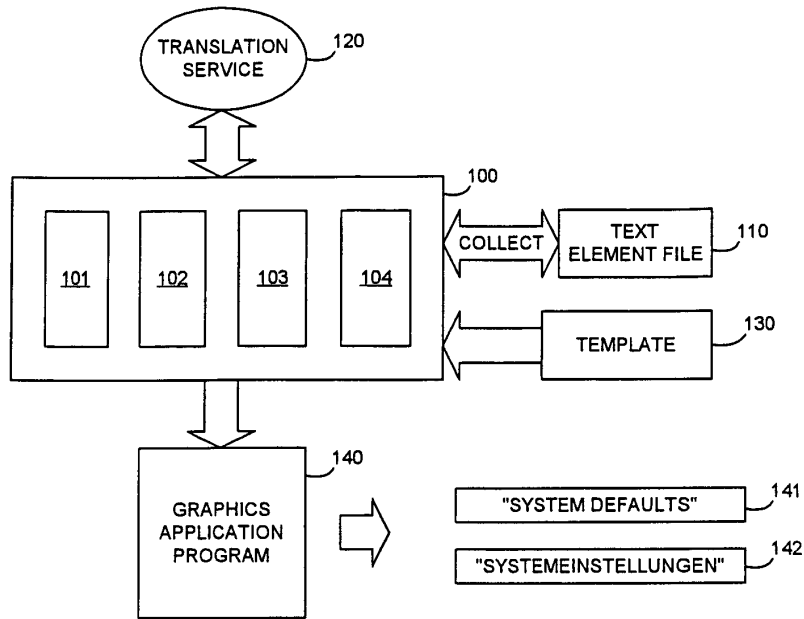 TRANSLATION
SERVICE
120
100
101
102
103
104
COLLECT
TEXT
ELEMENT FILE
110
TEMPLATE
130
140
GRAPHICS
APPLICATION
PROGRAM
"SYSTEM DEFAULTS"
141
"SYSTEMEINSTELLUNGEN"
142